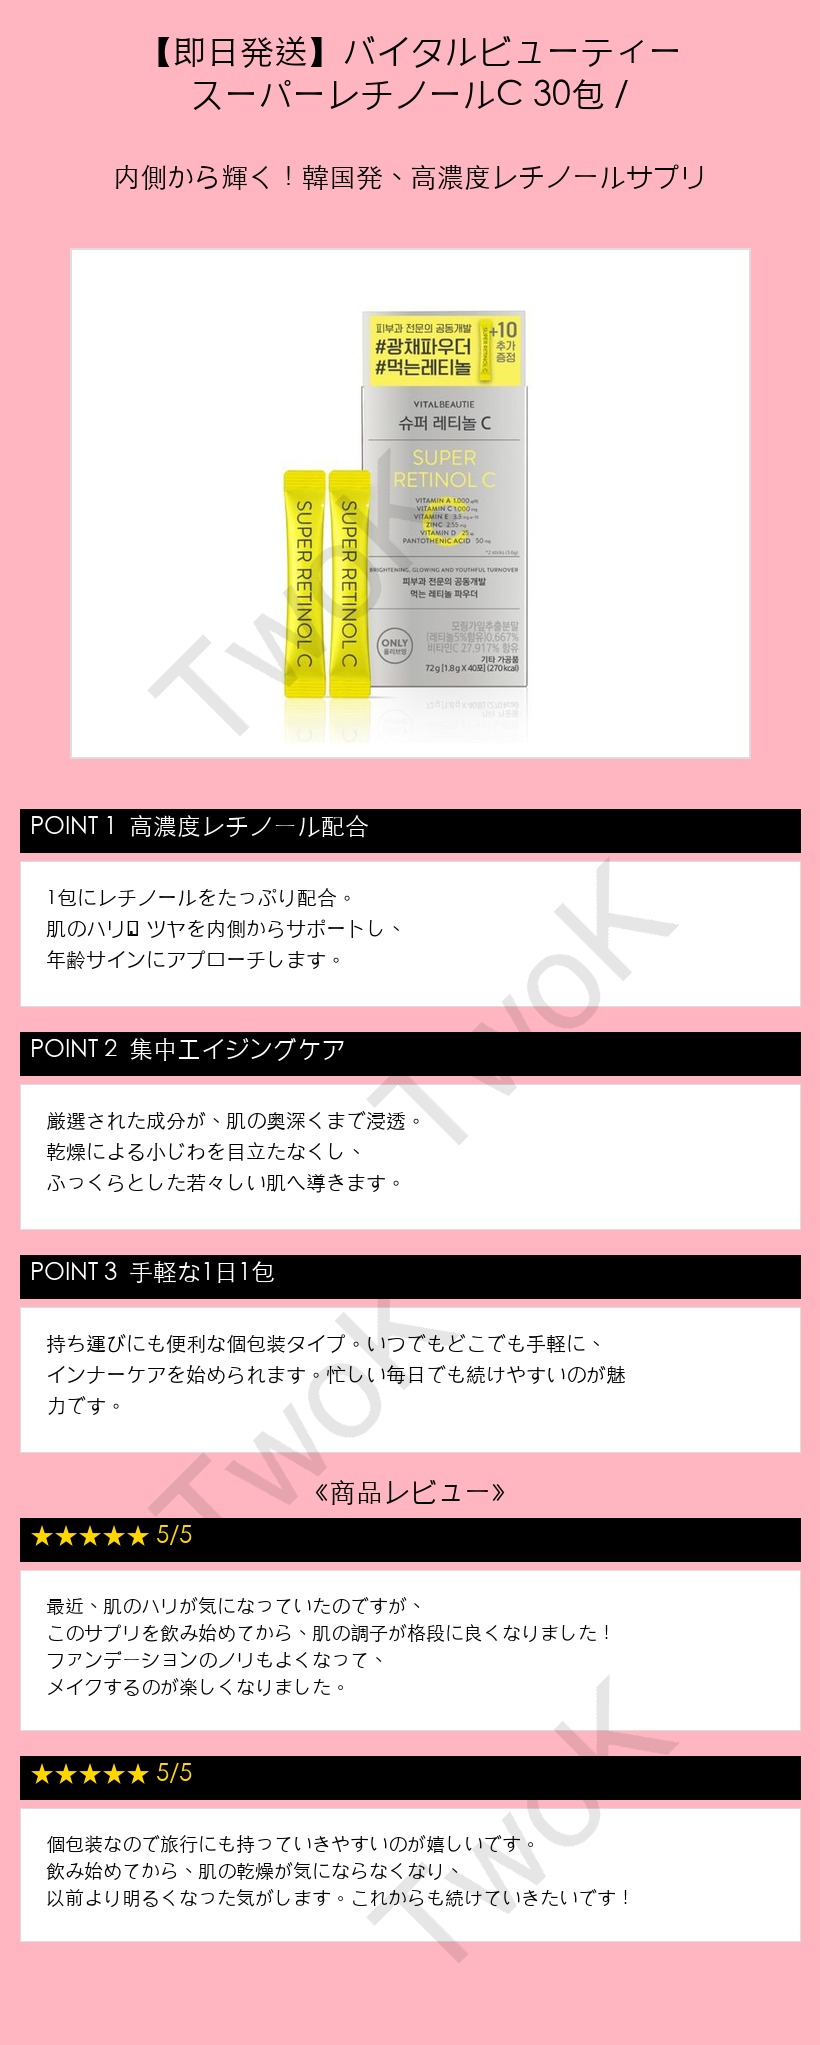 【即日発送】バイタルビューティー
スーパーレチノールC 30包 /
内側から輝く！韓国発、高濃度レチノールサプリ
피부과 전문의 공동개발
#광채파우더
#먹는레티놀
+10
추가
증정
SUPER RETINOL C
VITALBEAUTIE
슈퍼 레티놀 C
SUPER
RETINOL C
VITAMIN A 1,000
VITAMIN C 1,000 mg
VITAMIN E 3.3
ZINC 2.55 mg
VITAMIN D 25
PANTOTHENIC ACID 50 mg
BRIGHTENING, GLOWING AND YOUTHFUL TURNOVER
피부과 전문의 공동개발
먹는 레티놀 파우더
ONLY
올리브영
모링가잎추출분말
[레티놀5%함유]0.667%
비타민C 27.917% 함유
기타 가공품
72g [1.8g X 40포] (270kcal)
SUPER RETINOL C
SUPER RETINOL C
TwoK
POINT 1 高濃度レチノール配合
1包にレチノールをたっぷり配合。
肌のハリ ツヤを内側からサポートし、
年齢サインにアプローチします。
TwoK
POINT 2 集中エイジングケア
厳選された成分が、肌の奥深くまで浸透。
乾燥による小じわを目立たなくし、
ふっくらとした若々しい肌へ導きます。
POINT 3 手軽な1日1包
持ち運びにも便利な個包装タイプ。いつでもどこでも手軽に、
インナーケアを始められます。忙しい毎日でも続けやすいのが魅
力です。
TwoK
《商品レビュー》
★★★★★ 5/5
最近、肌のハリが気になっていたのですが、
このサプリを飲み始めてから、肌の調子が格段に良くなりました！
ファンデーションのノリもよくなって、
メイクするのが楽しくなりました。
★★★★★ 5/5
個包装なので旅行にも持っていきやすいのが嬉しいです。
飲み始めてから、肌の乾燥が気にならなくなり、
以前より明るくなった気がします。これからも続けていきたいです！
TwoK